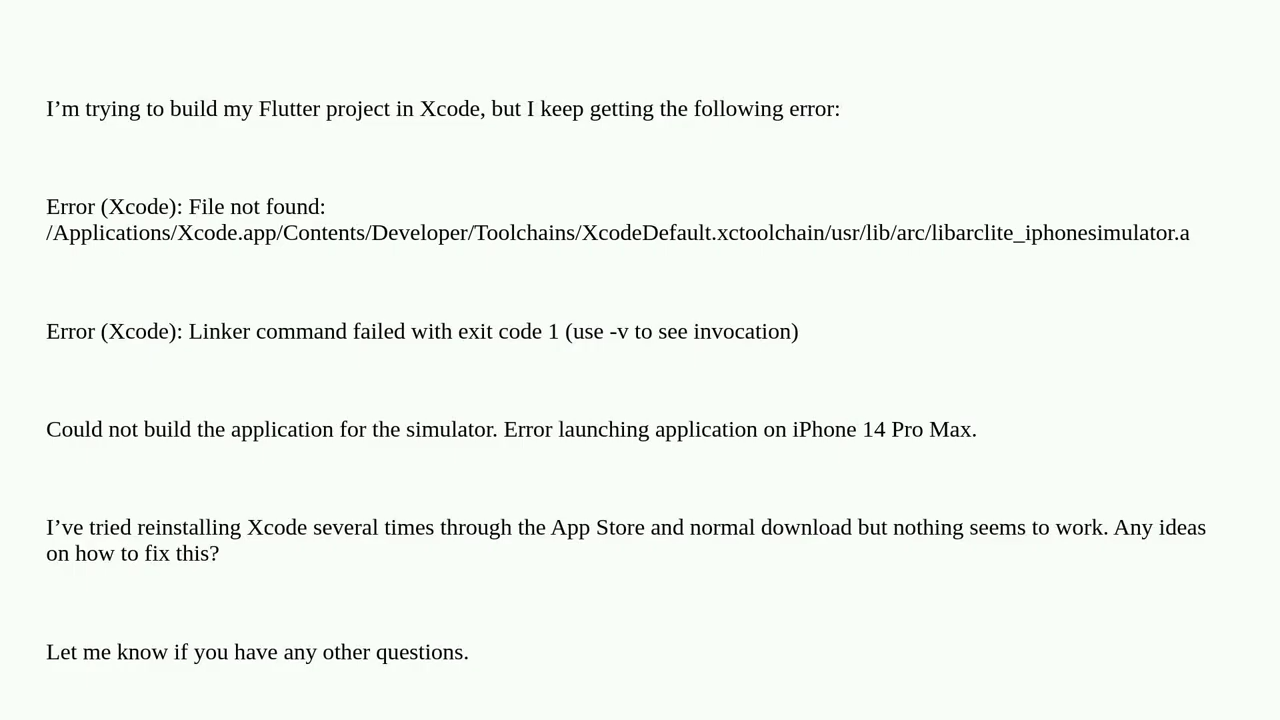 I’m trying to build my Flutter project in Xcode, but I keep getting the following error:
Error (Xcode): File not found:
/Applications/Xcode.app/Contents/Developer/Toolchains/XcodeDefault.xctoolchain/usr/lib/arc/libarclite_iphonesimulator.a
Error (Xcode): Linker command failed with exit code 1 (use -v to see invocation)
Could not build the application for the simulator. Error launching application on iPhone 14 Pro Max.
I’ve tried reinstalling Xcode several times through the App Store and normal download but nothing seems to work. Any ideas
on how to fix this?
Let me know if you have any other questions.